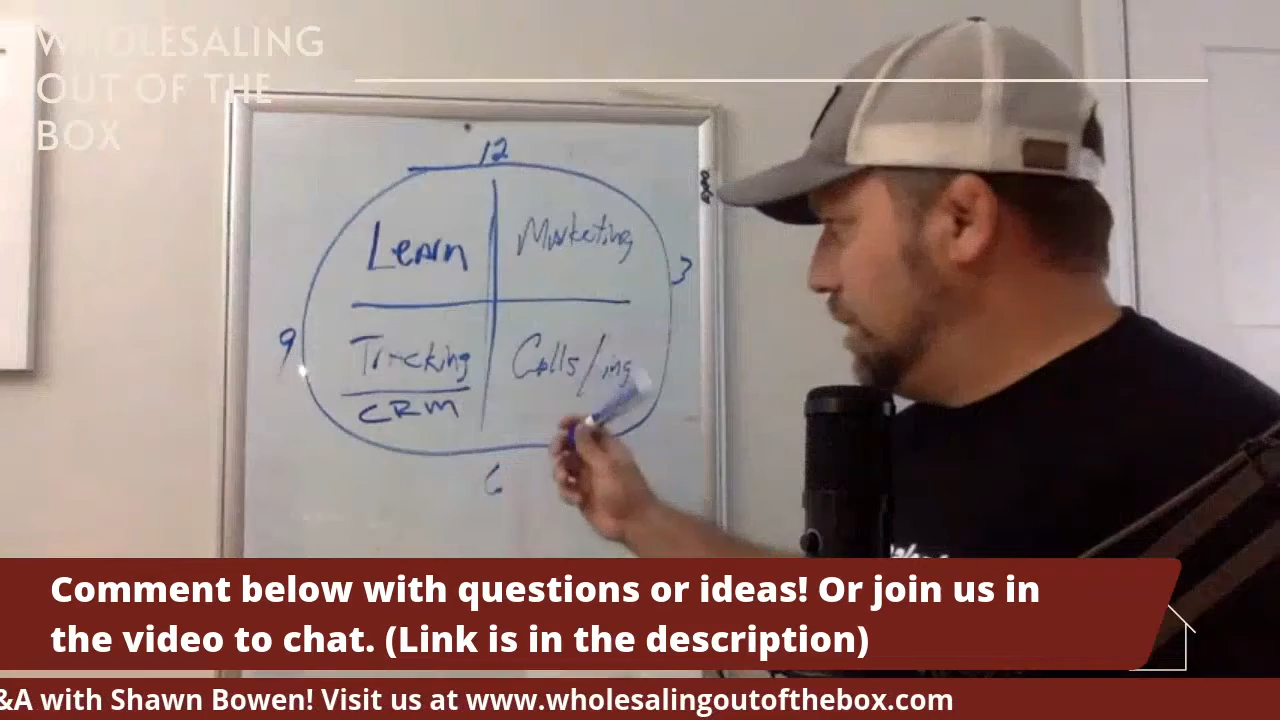 WHOLESALING
OUT OF THE
BOX
12
Learn
Marketing
3
9
Tracking
Calls/ing
CRM
6
Comment below with questions or ideas! Or join us in
the video to chat. (Link is in the description)
&A with Shawn Bowen! Visit us at www.wholesalingoutofthebox.com